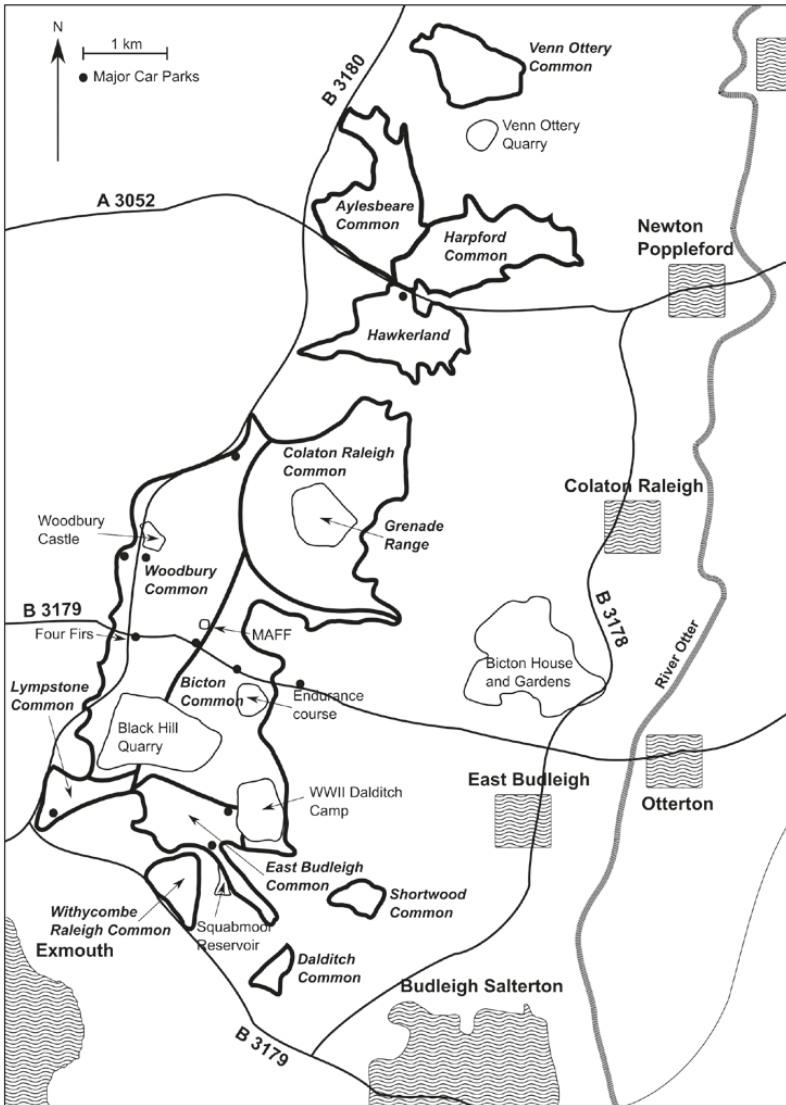 N
1 km
Major Car Parks
B 3180
Venn Ottery
Common
Venn Ottery
Quarry
A 3052
Aylesbeare
Common
Harpford
Common
Newton
Poppleford
Hawkerland
Colaton Raleigh
Common
Colaton Raleigh
Woodbury
Castle
Grenade
Range
Woodbury
Common
B 3179
Four Firs
MAFF
B 3178
River Otter
Bicton House
and Gardens
Lympstone
Common
Bicton
Common
Endurance
course
Black Hill
Quarry
WWII Dalditch
Camp
East Budleigh
Otterton
East Budleigh
Common
Shortwood
Common
Withycombe
Raleigh Common
Squabmoor
Reservoir
Exmouth
Dalditch
Common
Budleigh Salterton
B 3179